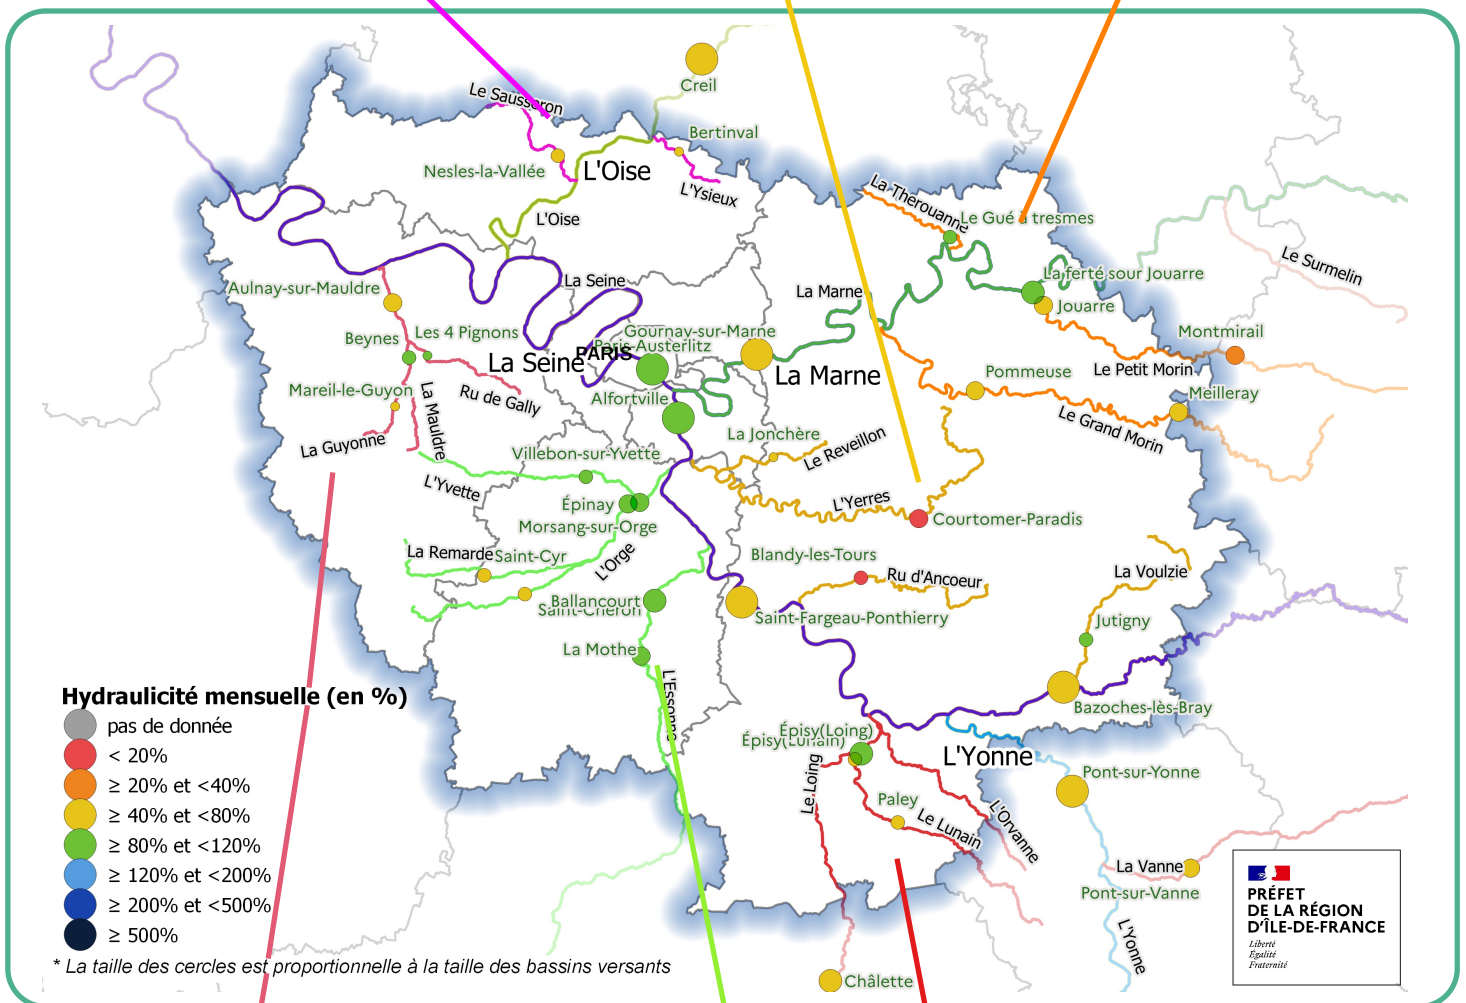 Creil
Le Sausseron
Bertinval
Nesles-la-Vallée
L'Oise
L'Ysieux
La Therouanne
Le Gué à tresmes
L'Oise
Le Surmelin
La ferté sour Jouarre
La Seine
Aulnay-sur-Mauldre
La Marne
Jouarre
Beynes
Les 4 Pignons
Gournay-sur-Marne
Paris-Austerlitz
PARIS
La Seine
Montmirail
Le Petit Morin
La Marne
Pommeuse
Mareil-le-Guyon
Ru de Gally
Alfortville
Meilleray
La Mauldre
Le Grand Morin
La Guyonne
La Jonchère
Le Reveillon
Villebon-sur-Yvette
L'Yvette
Épinay
L'Yerres
Courtomer-Paradis
Morsang-sur-Orge
La Remarde
Saint-Cyr
L'Orge
Blandy-les-Tours
Ru d'Ancoeur
La Voulzie
Ballancourt
Saint-Chéron
Saint-Fargeau-Ponthierry
Jutigny
La Mothe
L'Essonne
Bazoches-lès-Bray
Épisy(Loing)
Épisy(Lunain)
L'Yonne
Pont-sur-Yonne
Le Loing
Paley
Le Lunain
L'Orvanne
La Vanne
Pont-sur-Vanne
L'Yonne
Châlette
Hydraulicité mensuelle (en %)
pas de donnée
< 20%
≥ 20% et <40%
≥ 40% et <80%
≥ 80% et <120%
≥ 120% et <200%
≥ 200% et <500%
≥ 500%
* La taille des cercles est proportionnelle à la taille des bassins versants
PRÉFET
DE LA RÉGION
D'ÎLE-DE-FRANCE
Liberté
Égalité
Fraternité